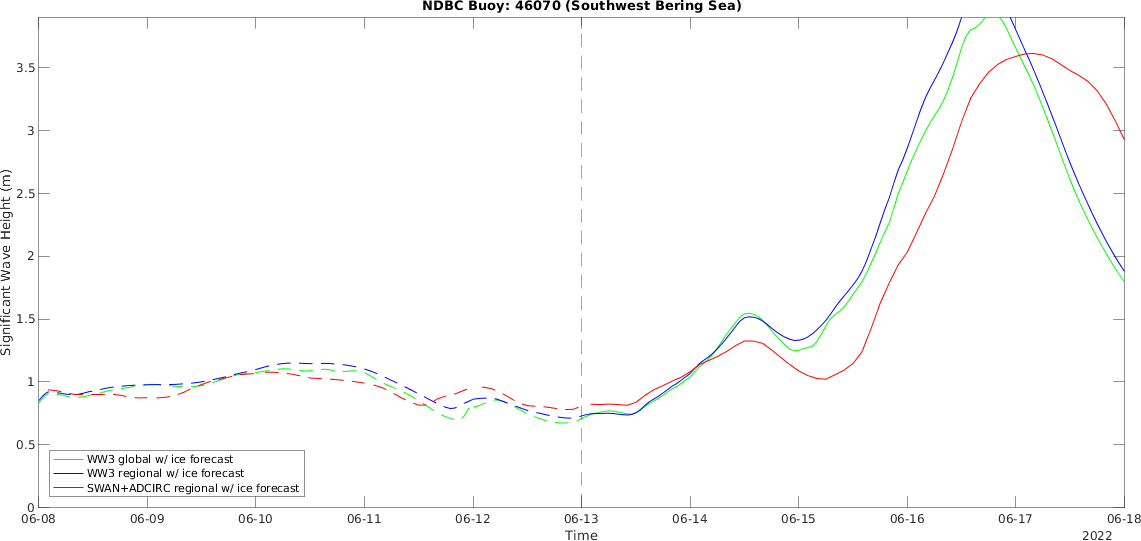 NDBC Buoy: 46070 (Southwest Bering Sea)
Significant Wave Height (m)
3.5
3
2.5
2
1.5
1
0.5
0
WW3 global w/ ice forecast
WW3 regional w/ ice forecast
SWAN+ADCIRC regional w/ ice forecast
06-08 06-09 06-10 06-11 06-12 06-13 06-14 06-15 06-16 06-17 06-18
Time
2022